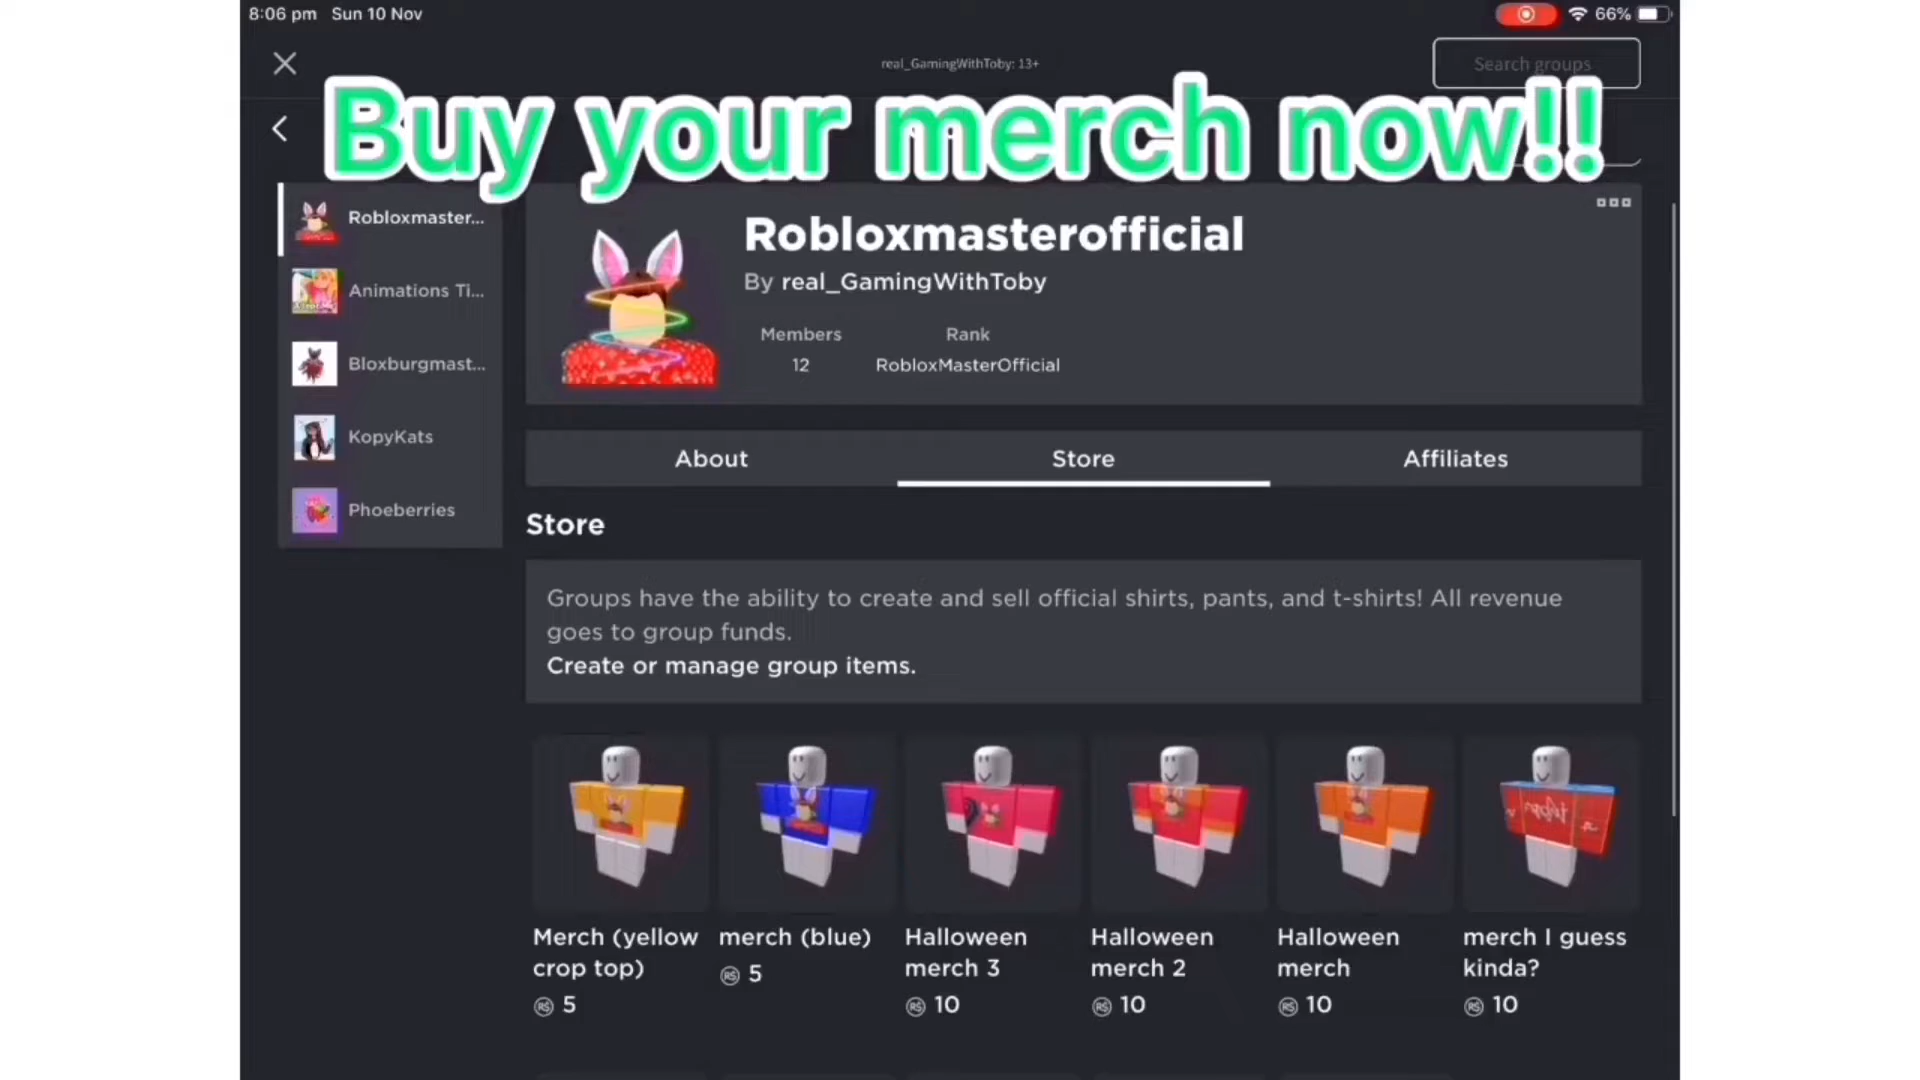 8:06 pm Sun 10 Nov
66%
real_GamingWithToby: 13+
Search groups
Buy your merch now!!
Robloxmaster...
Animations Ti...
Bloxburgmast...
KopyKats
Phoeberries
Robloxmasterofficial
By real_GamingWithToby
Members Rank
12 RobloxMasterOfficial
About Store Affiliates
Store
Groups have the ability to create and sell official shirts, pants, and t-shirts! All revenue
goes to group funds.
Create or manage group items.
Merch (yellow
crop top)
5
merch (blue)
5
Halloween
merch 3
10
Halloween
merch 2
10
Halloween
merch
10
merch I guess
kinda?
10